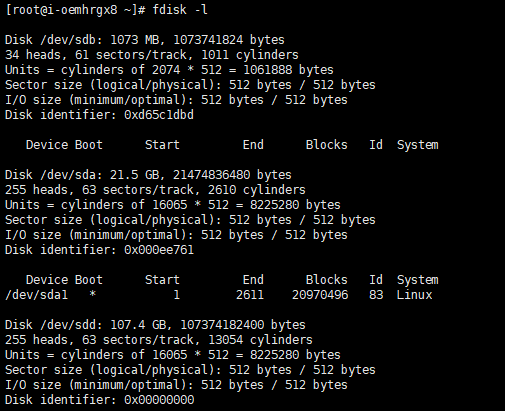 [root@i-oemhrgx8 ~]# fdisk -l
Disk /dev/sdb: 1073 MB, 1073741824 bytes
34 heads, 61 sectors/track, 1011 cylinders
Units = cylinders of 2074 * 512 = 1061888 bytes
Sector size (logical/physical): 512 bytes / 512 bytes
I/O size (minimum/optimal): 512 bytes / 512 bytes
Disk identifier: 0xd65c1dbd
Device Boot Start End Blocks Id System
Disk /dev/sda: 21.5 GB, 21474836480 bytes
255 heads, 63 sectors/track, 2610 cylinders
Units = cylinders of 16065 * 512 = 8225280 bytes
Sector size (logical/physical): 512 bytes / 512 bytes
I/O size (minimum/optimal): 512 bytes / 512 bytes
Disk identifier: 0x000ee761
Device Boot Start End Blocks Id System
/dev/sda1 * 1 2611 20970496 83 Linux
Disk /dev/sdd: 107.4 GB, 107374182400 bytes
255 heads, 63 sectors/track, 13054 cylinders
Units = cylinders of 16065 * 512 = 8225280 bytes
Sector size (logical/physical): 512 bytes / 512 bytes
I/O size (minimum/optimal): 512 bytes / 512 bytes
Disk identifier: 0x00000000